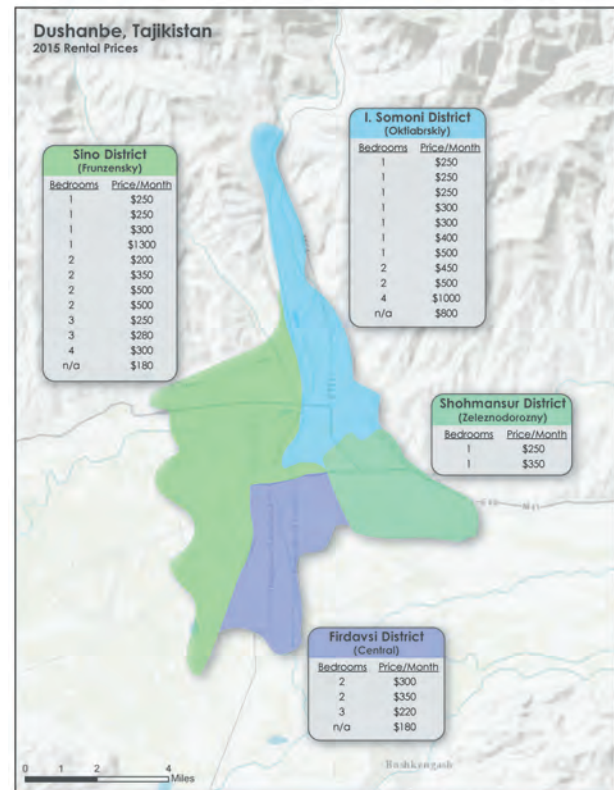 Dushanbe, Tajikistan
2015 Rental Prices
I. Somoni District
(Oktiabrskiy)
Bedrooms Price/Month
1 $250
1 $250
1 $250
1 $300
1 $300
1 $400
1 $500
2 $450
2 $500
4 $1000
n/a $800
Sino District
(Frunzensky)
Bedrooms Price/Month
1 $250
1 $250
1 $300
1 $1300
2 $200
2 $350
2 $500
2 $500
3 $250
3 $280
4 $300
n/a $180
Shohmansur District
(Zeleznodorozny)
Bedrooms Price/Month
1 $250
1 $350
Firdavsi District
(Central)
Bedrooms Price/Month
2 $300
2 $350
3 $220
n/a $180
Bashkengash
0 1 2 4
Miles